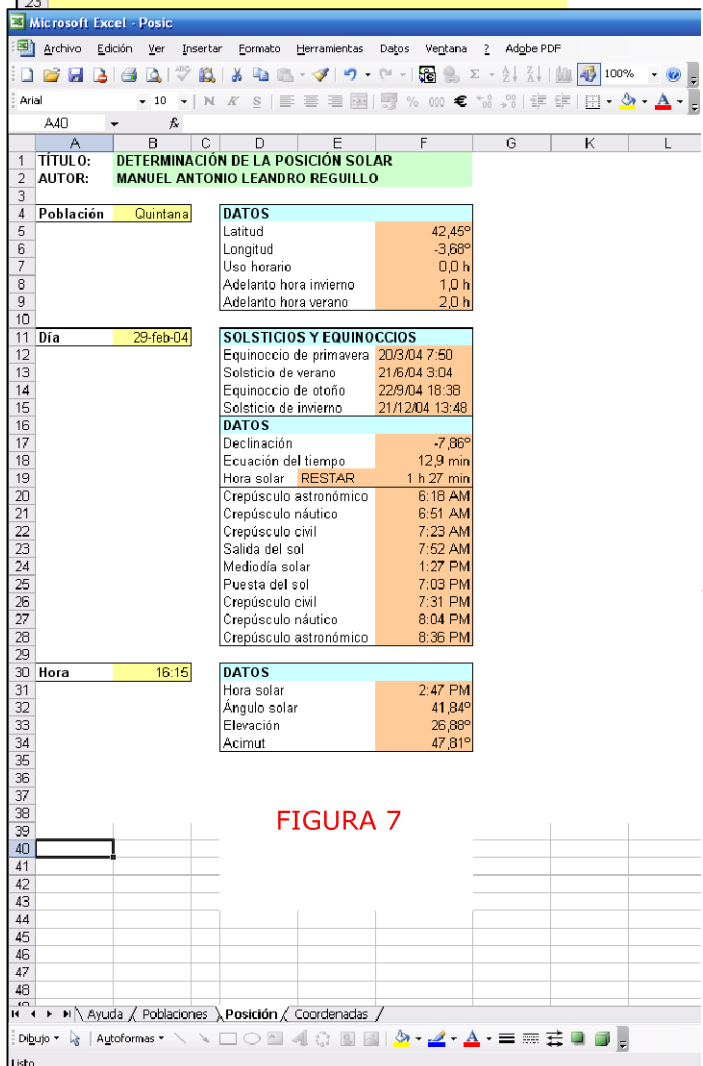 23
Microsoft Excel - Posic
Archivo Edición Ver Insertar Formato Herramientas Datos Ventana ? Adobe PDF
100%
Arial 10 N K S % 000 €
A40 fx
A B C D E F G K L
1 TÍTULO: DETERMINACIÓN DE LA POSICIÓN SOLAR
2 AUTOR: MANUEL ANTONIO LEANDRO REGUILLO
3
4 Población Quintana DATOS
5 Latitud 42,45º
6 Longitud -3,68º
7 Uso horario 0,0 h
8 Adelanto hora invierno 1,0 h
9 Adelanto hora verano 2,0 h
10
11 Día 29-feb-04 SOLSTICIOS Y EQUINOCCIOS
12 Equinoccio de primavera 20/3/04 7:50
13 Solsticio de verano 21/6/04 3:04
14 Equinoccio de otoño 22/9/04 18:38
15 Solsticio de invierno 21/12/04 13:48
16 DATOS
17 Declinación -7,86º
18 Ecuación del tiempo 12,9 min
19 Hora solar RESTAR 1 h 27 min
20 Crepúsculo astronómico 6:18 AM
21 Crepúsculo náutico 6:51 AM
22 Crepúsculo civil 7:23 AM
23 Salida del sol 7:52 AM
24 Mediodía solar 1:27 PM
25 Puesta del sol 7:03 PM
26 Crepúsculo civil 7:31 PM
27 Crepúsculo náutico 8:04 PM
28 Crepúsculo astronómico 8:36 PM
29
30 Hora 16:15 DATOS
31 Hora solar 2:47 PM
32 Ángulo solar 41,84º
33 Elevación 26,88º
34 Acimut 47,81º
35
36
37
38 FIGURA 7
39
40
41
42
43
44
45
46
47
48
Ayuda Poblaciones Posición Coordenadas
Dibujo Autoformas
Listo